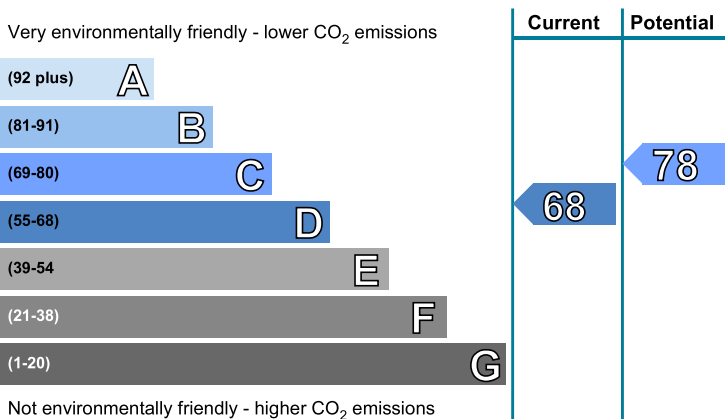 Current Potential
Very environmentally friendly - lower CO2 emissions
(92 plus) A
(81-91) B
(69-80) C
78
(55-68) D
68
(39-54 E
(21-38) F
(1-20) G
Not environmentally friendly - higher CO2 emissions